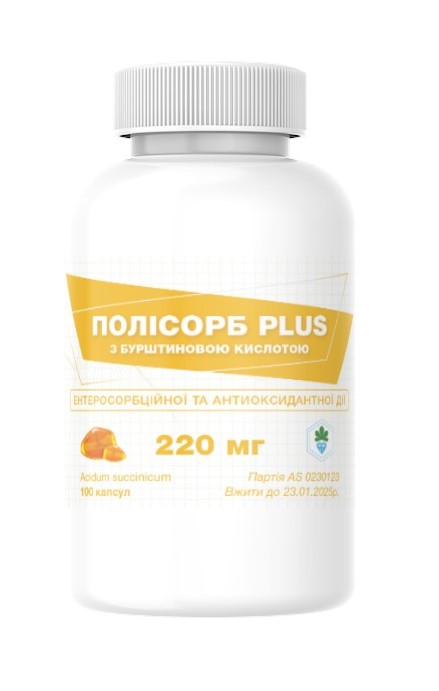 ПОЛІСОРБ PLUS
З БУРШТИНОВОЮ КИСЛОТОЮ
ЕНТЕРОСОРБЦІЙНОЇ ТА АНТИОКСИДАНТНОЇ ДІЇ
220 мг
Acidum succinicum
100 капсул
Партія AS 0230123
Вжити до 23.01.2025р.